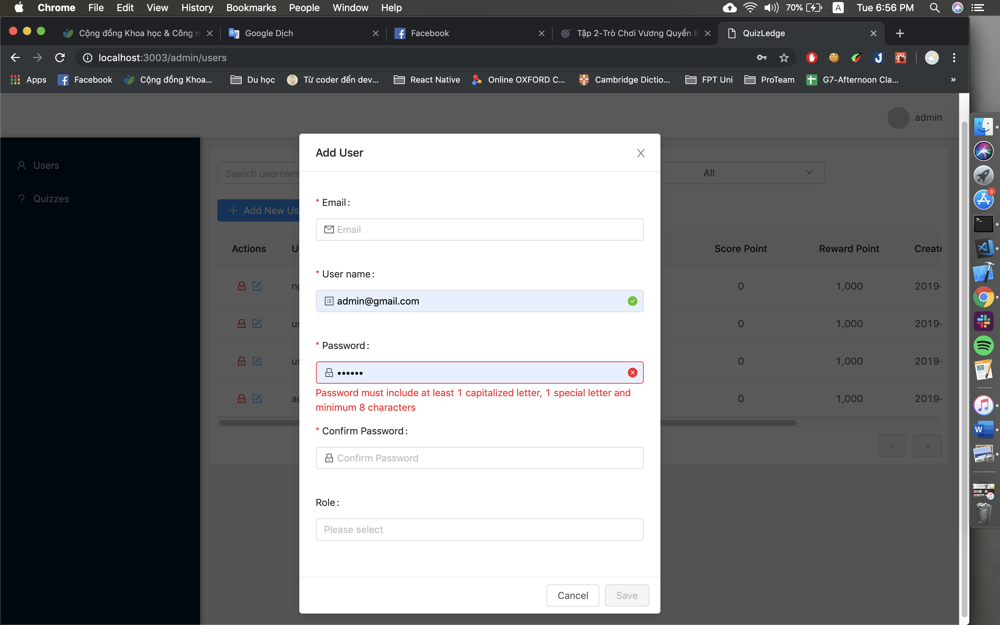 Chrome File Edit View History Bookmarks People Window Help 70% A Tue 6:56 PM
Cộng đồng Khoa học & Công n Google Dịch Facebook Tập 2-Trò Chơi Vương Quyền 8 QuizLedge
localhost:3003/admin/users
Apps Facebook Cộng đồng Khoa... Du học Từ coder đến dev... React Native Online OXFORD C... Cambridge Dictio... FPT Uni ProTeam G7-Afternoon Cla... »
admin
Users
Quizzes
Search usernam
All
+ Add New Us
Actions U Score Point Reward Point Create
ng 0 1,000 2019-
us 0 1,000 2019-
us 0 1,000 2019-
ad 0 1,000 2019-
< >
Add User
* Email:
Email
* User name:
admin@gmail.com
* Password:
••••••
Password must include at least 1 capitalized letter, 1 special letter and
minimum 8 characters
* Confirm Password:
Confirm Password
Role:
Please select
Cancel Save
5